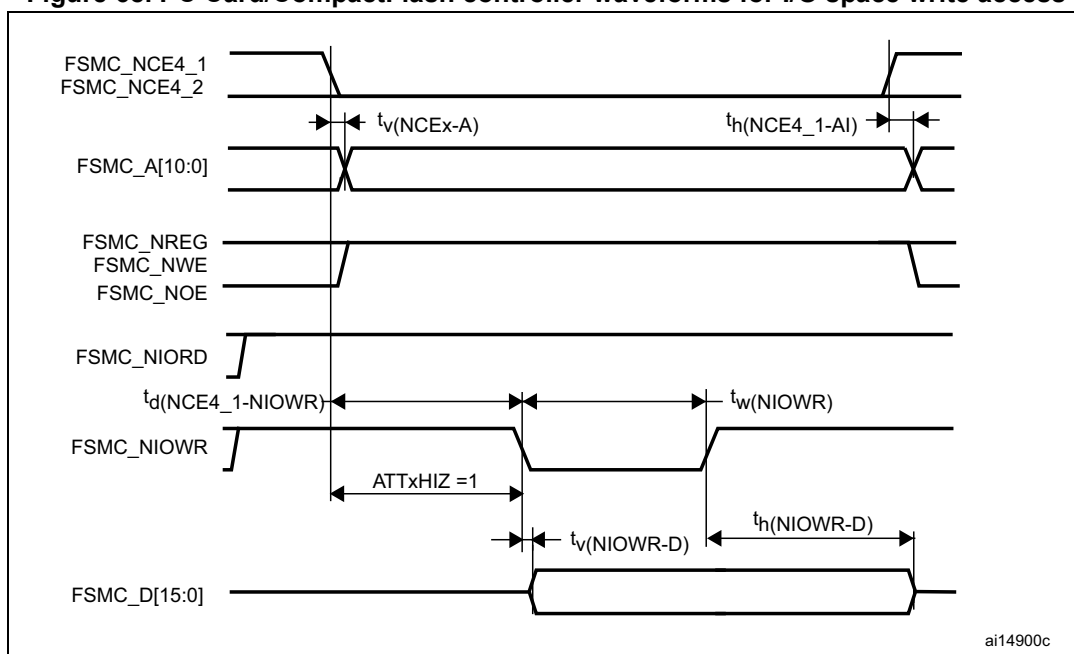 FSMC_NCE4_1
FSMC_NCE4_2
tv(NCEx-A)
th(NCE4_1-AI)
FSMC_A[10:0]
FSMC_NREG
FSMC_NWE
FSMC_NOE
FSMC_NIORD
td(NCE4_1-NIOWR)
tw(NIOWR)
FSMC_NIOWR
ATTxHIZ =1
tv(NIOWR-D)
th(NIOWR-D)
FSMC_D[15:0]
ai14900c